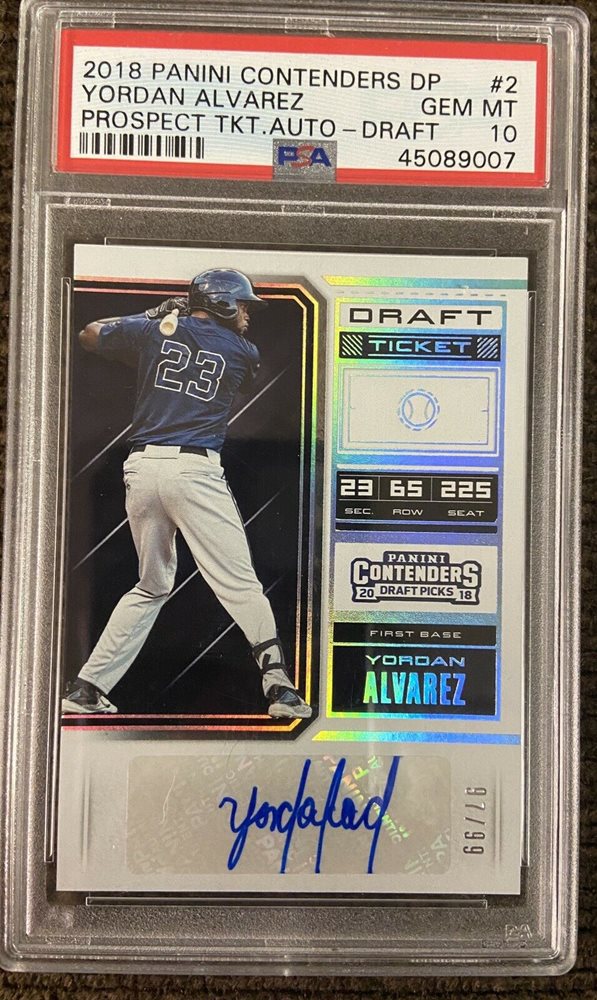 2018 PANINI CONTENDERS DP #2
YORDAN ALVAREZ GEM MT
PROSPECT TKT.AUTO-DRAFT 10
PSA 45089007
DRAFT
TICKET
23
23 65 225
SEC. ROW SEAT
PANINI
CONTENDERS
20 DRAFT PICKS 18
FIRST BASE
YORDAN
ALVAREZ
97/99